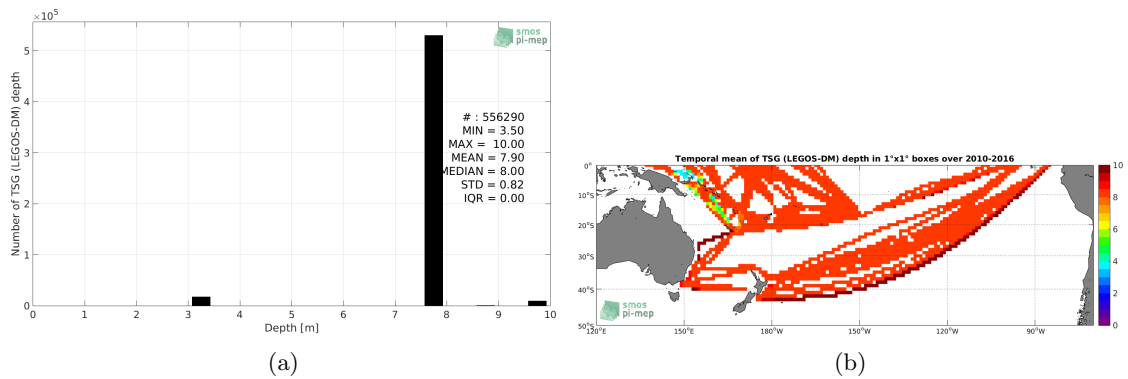 ×10⁵
smos
pi-mep
Number of TSG (LEGOS-DM) depth
5
4
3
2
1
0
# : 556290
MIN = 3.50
MAX = 10.00
MEAN = 7.90
MEDIAN = 8.00
STD = 0.82
IQR = 0.00
0 1 2 3 4 5 6 7 8 9 10
Depth [m]
(a)
Temporal mean of TSG (LEGOS-DM) depth in 1°x1° boxes over 2010-2016
0°
10°S
20°S
30°S
40°S
50°S
120°E 150°E 180°W 150°W 120°W 90°W
10
8
6
4
2
0
smos
pi-mep
(b)